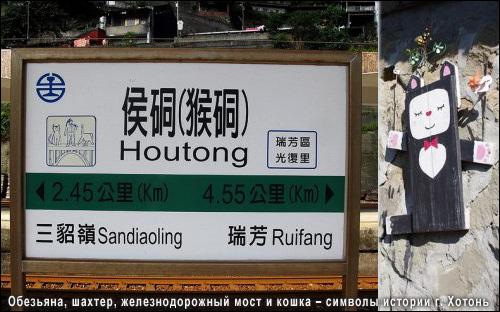 侯硐(猴硐)
Houtong
瑞芳區
光復里
2.45公里(Km) 4.55公里(Km)
三貂嶺Sandiaoling 瑞芳Ruifang
Обезьяна, шахтер, железнодорожный мост и кошка – символы истории г. Хотонь